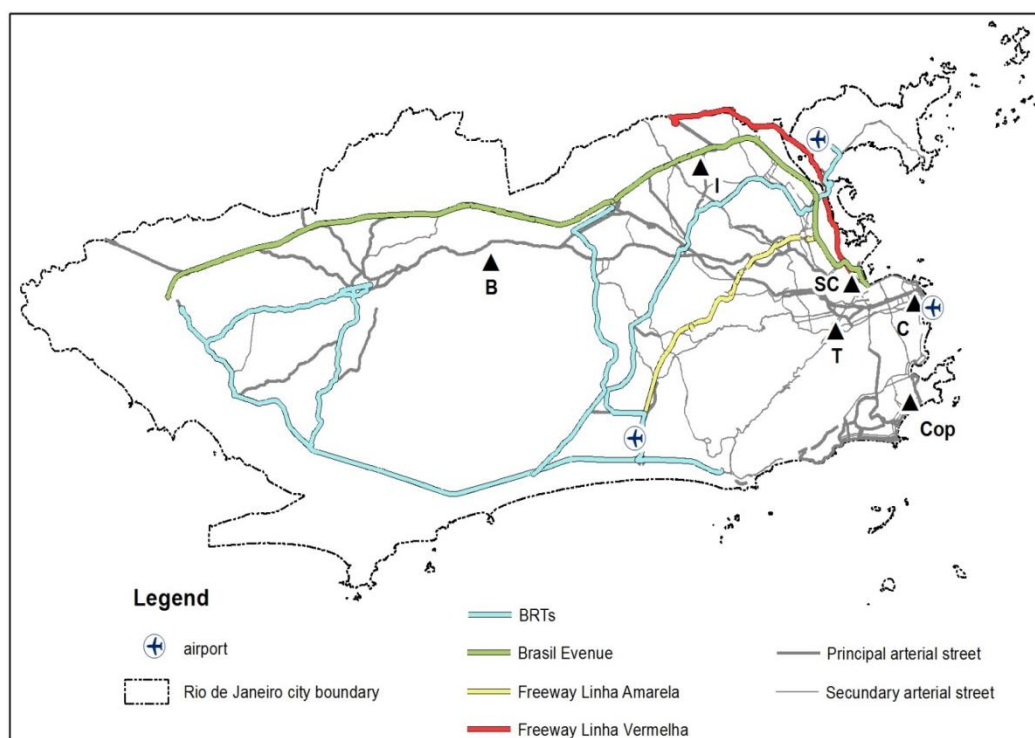 I
B
SC
C
T
Cop
Legend
airport
Rio de Janeiro city boundary
BRTs
Brasil Evenue
Freeway Linha Amarela
Freeway Linha Vermelha
Principal arterial street
Secundary arterial street